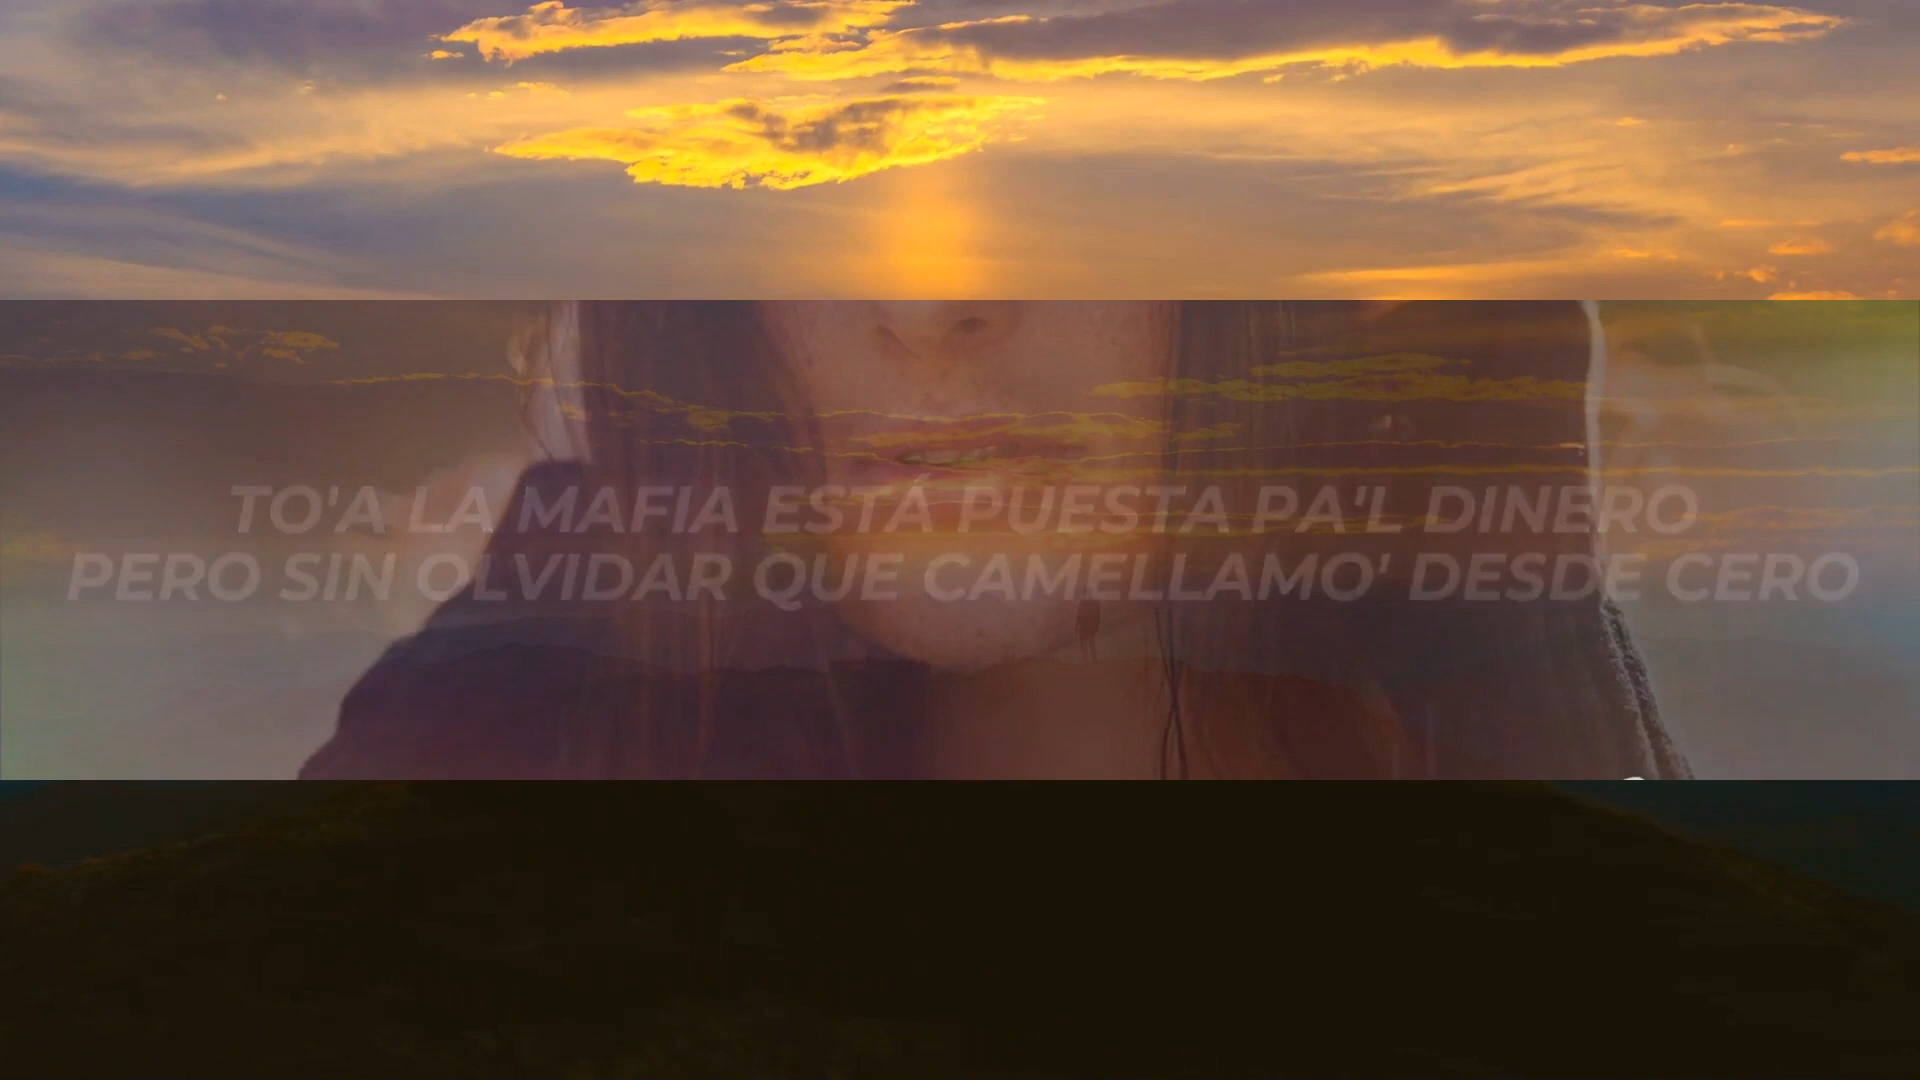 TO'A LA MAFIA ESTÁ PUESTA PA'L DINERO
PERO SIN OLVIDAR QUE CAMELLAMO' DESDE CERO